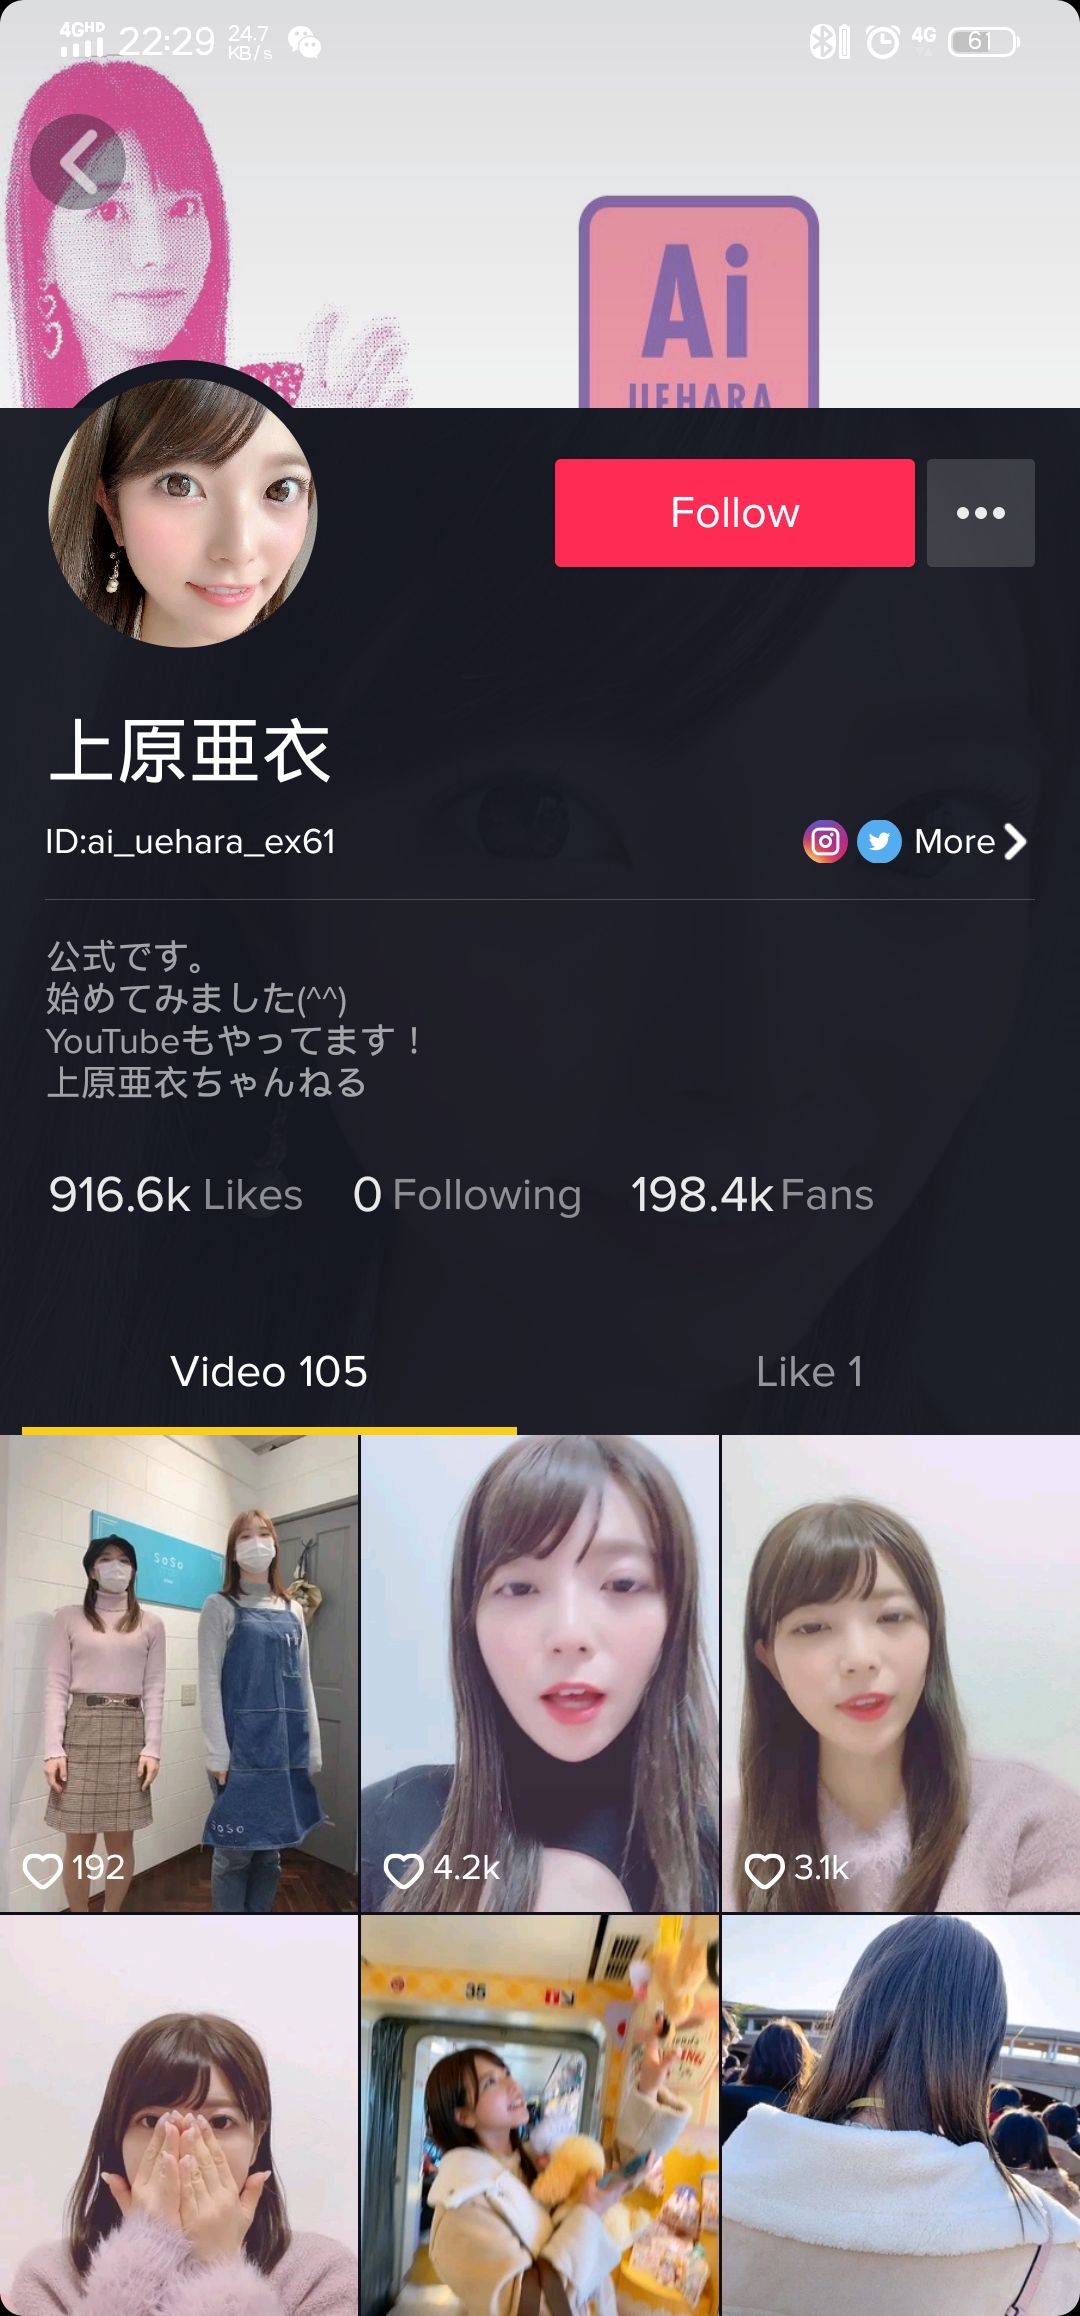 4GHD 22:29 24.7 KB/s 4G 61
Ai
UEHARA
Follow
上原亜衣
ID:ai_uehara_ex61
More
公式です。
始めてみました(^^)
YouTubeもやってます！
上原亜衣ちゃんねる
916.6k Likes 0 Following 198.4k Fans
Video 105 Like 1
SoSo
SOSO
192 4.2k 3.1k
35